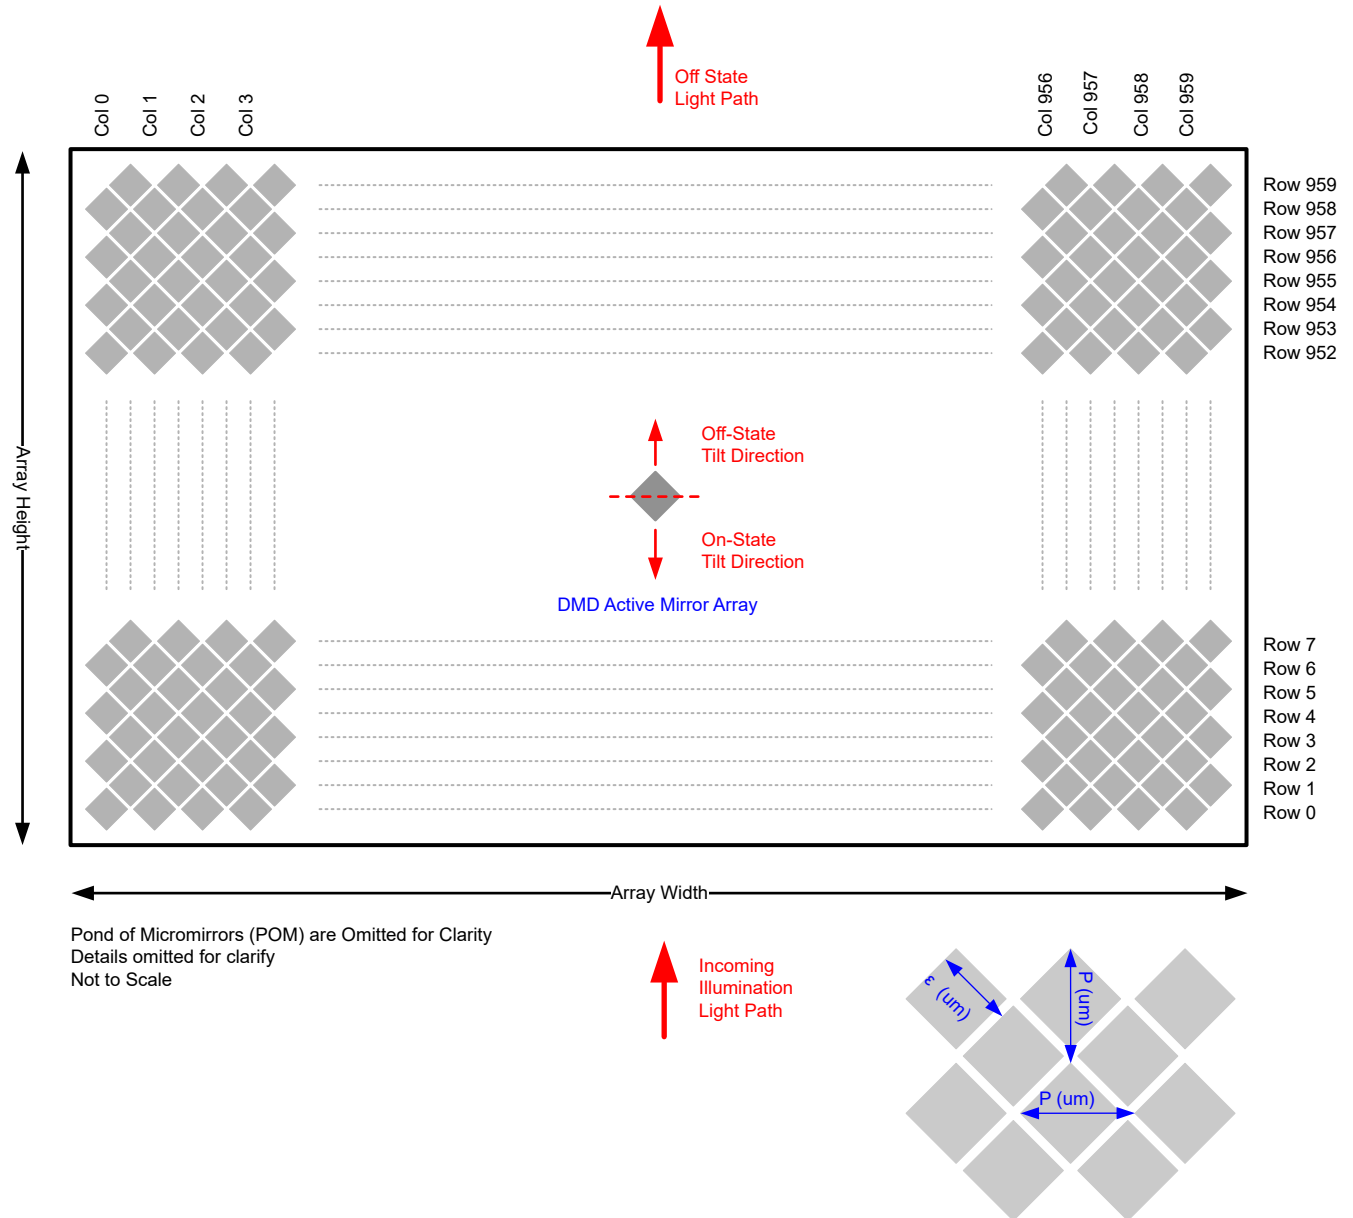 Off State
Light Path
Col 0
Col 1
Col 2
Col 3
Col 956
Col 957
Col 958
Col 959
Row 959
Row 958
Row 957
Row 956
Row 955
Row 954
Row 953
Row 952
Array Height
Off-State
Tilt Direction
On-State
Tilt Direction
DMD Active Mirror Array
Row 7
Row 6
Row 5
Row 4
Row 3
Row 2
Row 1
Row 0
Array Width
Pond of Micromirrors (POM) are Omitted for Clarity
Details omitted for clarify
Not to Scale
Incoming
Illumination
Light Path
ε (um)
P (um)
P (um)